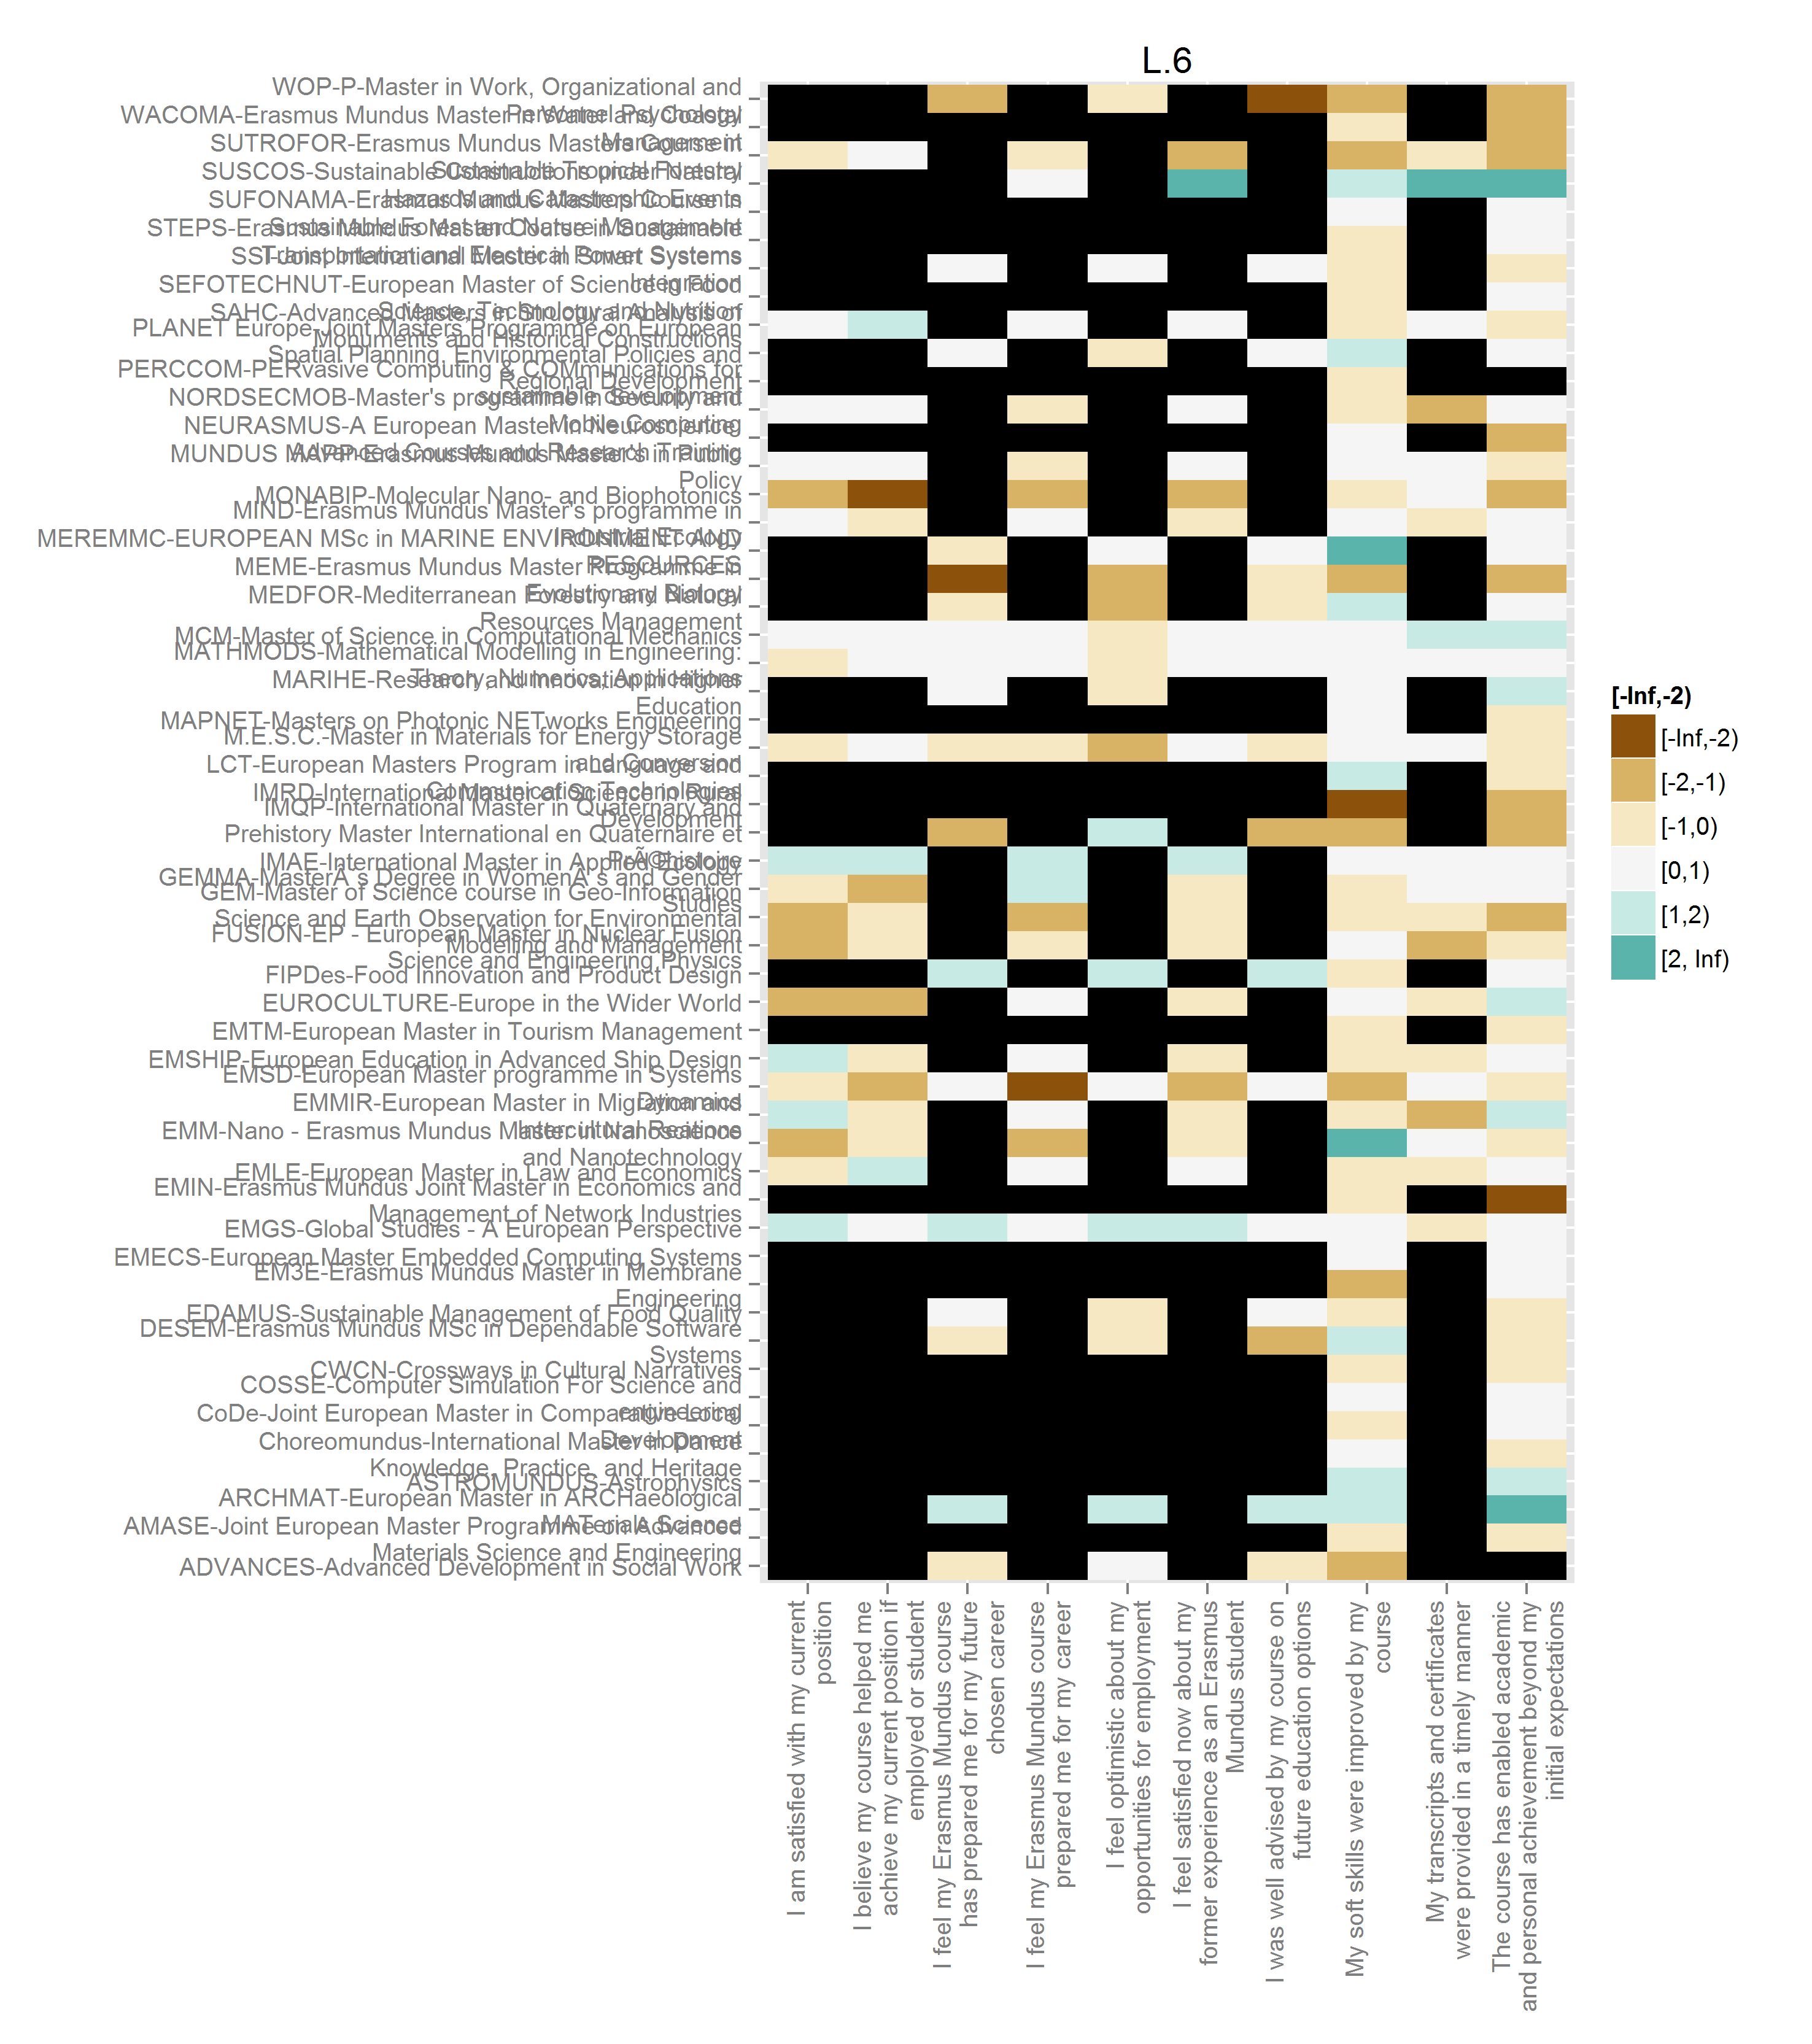 L.6
WOP-P-Master in Work, Organizational and
Personnel Psychology
WACOMA-Erasmus Mundus Master in Water and Coastal
Management
SUTROFOR-Erasmus Mundus Masters Course in
Sustainable Tropical Forestry
SUSCOS-Sustainable Constructions under Natural
Hazards and Catastrophic Events
SUFONAMA-Erasmus Mundus Masters Course in
Sustainable Forest and Nature Management
STEPS-Erasmus Mundus Master Course in Sustainable
Transportation and Electrical Power Systems
SSI-Joint International Master in Smart Systems
Integration
SEFOTECHNUT-European Master of Science in Food
Science, Technology and Nutrition
SAHC-Advanced Masters in Structural Analysis of
Monuments and Historical Constructions
PLANET Europe-Joint Masters Programme on European
Spatial Planning, Environmental Policies and
Regional Development
PERCCOM-PERvasive Computing & COMmunications for
sustainable development
NORDSECMOB-Master's programme in Security and
Mobile Computing
NEURASMUS-A European Master in Neuroscience:
Advanced Courses and Research Training
MUNDUS MAPP-Erasmus Mundus Master's in Public
Policy
MONABIP-Molecular Nano- and Biophotonics
MIND-Erasmus Mundus Master's programme in
Industrial Ecology
MEREMMC-EUROPEAN MSc in MARINE ENVIRONMENT AND
RESOURCES
MEME-Erasmus Mundus Master Programme in
Evolutionary Biology
MEDFOR-Mediterranean Forestry and Natural
Resources Management
MCM-Master of Science in Computational Mechanics
MATHMODS-Mathematical Modelling in Engineering:
Theory, Numerics, Applications
MARIHE-Research and Innovation in Higher
Education
MAPNET-Masters on Photonic NETworks Engineering
M.E.S.C.-Master in Materials for Energy Storage
and Conversion
LCT-European Masters Program in Language and
Communication Technologies
IMRD-International Master of Science in Rural
Development
IMQP-International Master in Quaternary and
Prehistory Master International en Quaternaire et
PrÃ©histoire
IMAE-International Master in Applied Ecology
GEMMA-MasterÂ´s Degree in WomenÂ´s and Gender
Studies
GEM-Master of Science course in Geo-Information
Science and Earth Observation for Environmental
Modelling and Management
FUSION-EP - European Master in Nuclear Fusion
Science and Engineering Physics
FIPDes-Food Innovation and Product Design
EUROCULTURE-Europe in the Wider World
EMTM-European Master in Tourism Management
EMSHIP-European Education in Advanced Ship Design
EMSD-European Master programme in Systems
Dynamics
EMMIR-European Master in Migration and
Intercultural Reations
EMM-Nano - Erasmus Mundus Master in Nanoscience
and Nanotechnology
EMLE-European Master in Law and Economics
EMIN-Erasmus Mundus Joint Master in Economics and
Management of Network Industries
EMGS-Global Studies - A European Perspective
EMECS-European Master Embedded Computing Systems
EM3E-Erasmus Mundus Master in Membrane
Engineering
EDAMUS-Sustainable Management of Food Quality
DESEM-Erasmus Mundus MSc in Dependable Software
Systems
CWCN-Crossways in Cultural Narratives
COSSE-Computer Simulation For Science and
engineering
CoDe-Joint European Master in Comparative Local
Development
Choreomundus-International Master in Dance
Knowledge, Practice, and Heritage
ASTROMUNDUS-Astrophysics
ARCHMAT-European Master in ARCHaeological
MATerials Science
AMASE-Joint European Master Programme on Advanced
Materials Science and Engineering
ADVANCES-Advanced Development in Social Work
I am satisfied with my current
position
I believe my course helped me
achieve my current position if
employed or student
I feel my Erasmus Mundus course
has prepared me for my future
chosen career
I feel my Erasmus Mundus course
prepared me for my career
I feel optimistic about my
opportunities for employment
I feel satisfied now about my
former experience as an Erasmus
Mundus student
I was well advised by my course on
future education options
My soft skills were improved by my
course
My transcripts and certificates
were provided in a timely manner
The course has enabled academic
and personal achievement beyond my
initial expectations
[-Inf,-2)
[-Inf,-2)
[-2,-1)
[-1,0)
[0,1)
[1,2)
[2, Inf)